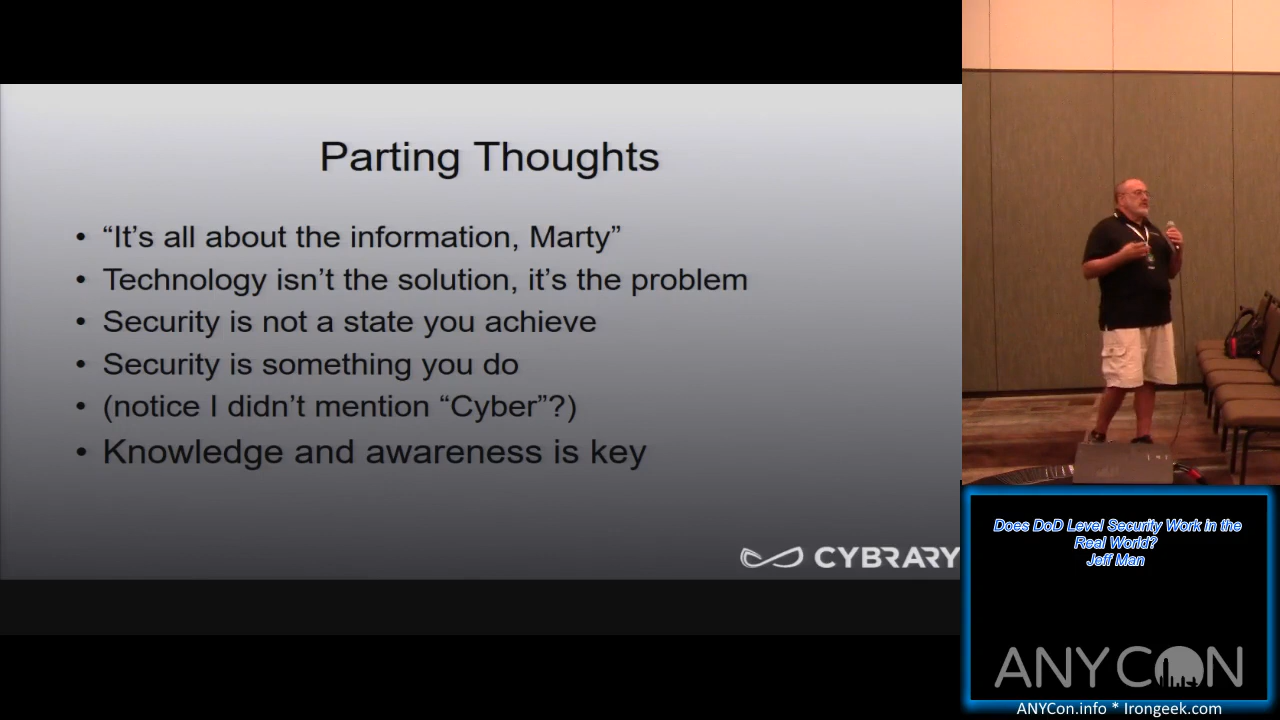 Parting Thoughts
• “It’s all about the information, Marty”
• Technology isn’t the solution, it’s the problem
• Security is not a state you achieve
• Security is something you do
• (notice I didn’t mention “Cyber”?)
• Knowledge and awareness is key
CYBRARY
Does DoD Level Security Work in the
Real World?
Jeff Man
ANYCON
ANYCon.info * Irongeek.com